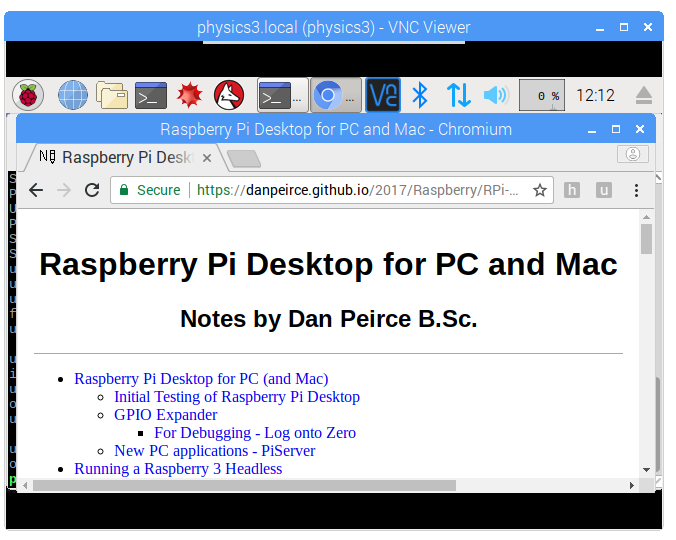 physics3.local (physics3) - VNC Viewer
>_ >_ ... ... 0 % 12:12
Raspberry Pi Desktop for PC and Mac - Chromium
Raspberry Pi Desk
Secure | https://danpeirce.github.io/2017/Raspberry/RPi-... h u
Raspberry Pi Desktop for PC and Mac
Notes by Dan Peirce B.Sc.
Raspberry Pi Desktop for PC (and Mac)
Initial Testing of Raspberry Pi Desktop
GPIO Expander
For Debugging - Log onto Zero
New PC applications - PiServer
Running a Raspberry 3 Headless